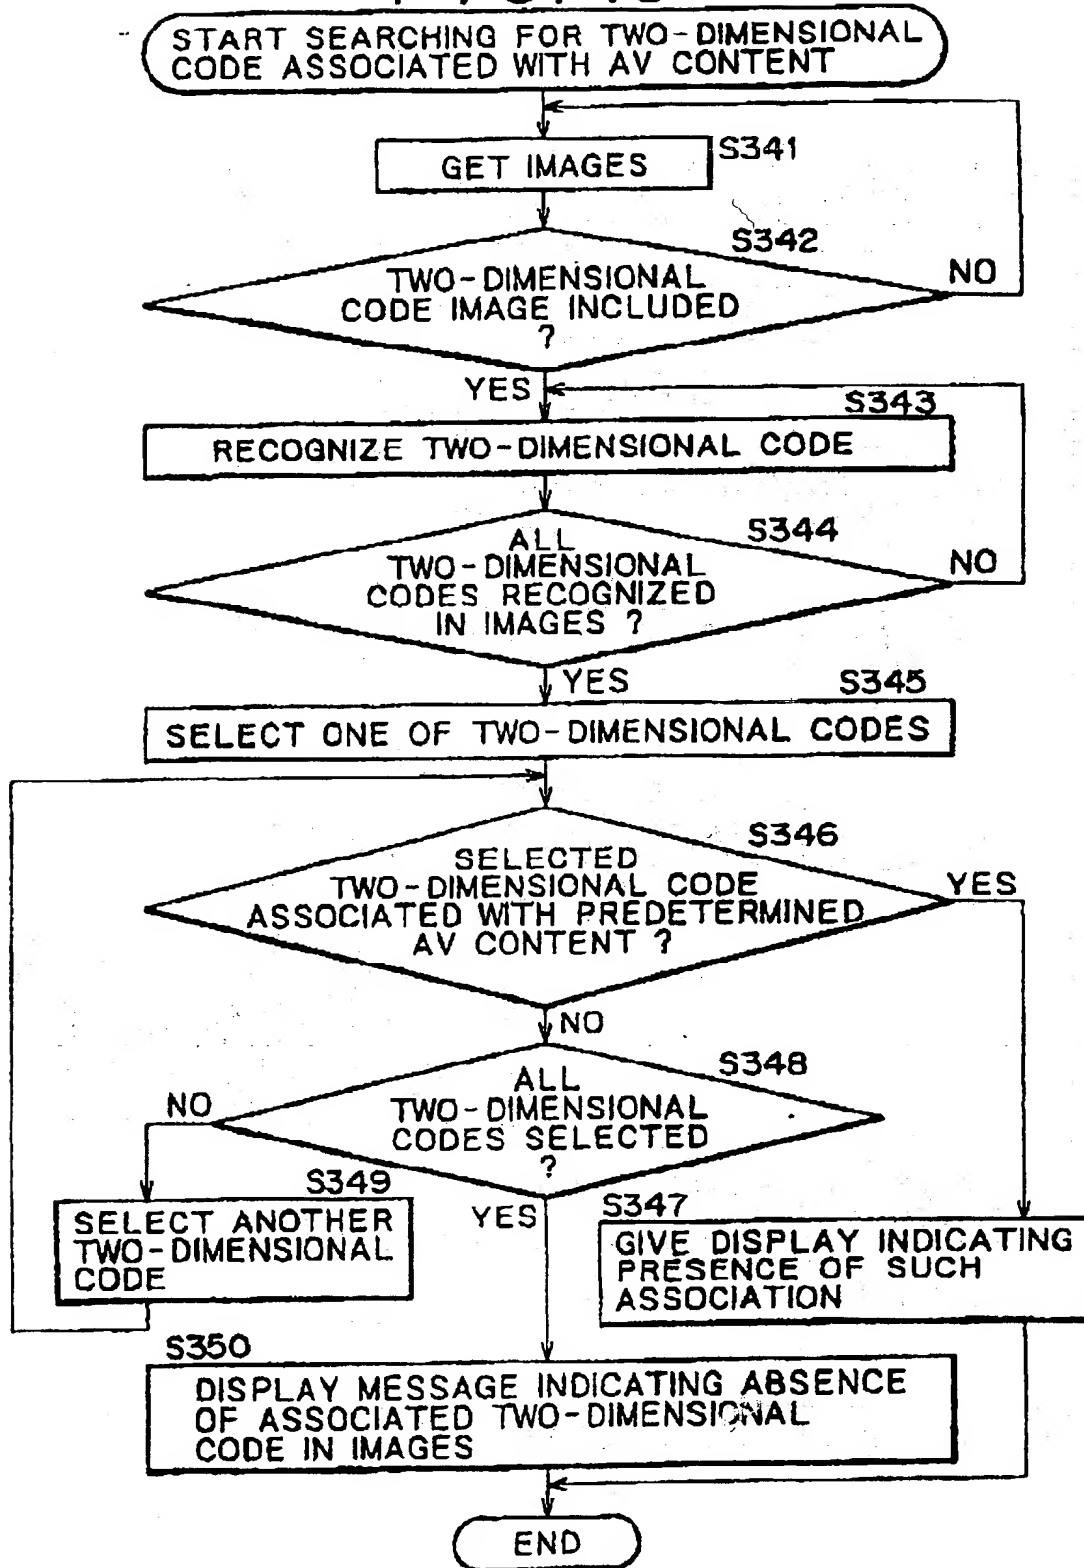 START SEARCHING FOR TWO-DIMENSIONAL
CODE ASSOCIATED WITH AV CONTENT
GET IMAGES
S341
S342
TWO-DIMENSIONAL
CODE IMAGE INCLUDED
?
NO
YES
S343
RECOGNIZE TWO-DIMENSIONAL CODE
S344
ALL
TWO-DIMENSIONAL
CODES RECOGNIZED
IN IMAGES ?
NO
YES
S345
SELECT ONE OF TWO-DIMENSIONAL CODES
S346
SELECTED
TWO-DIMENSIONAL CODE
ASSOCIATED WITH PREDETERMINED
AV CONTENT ?
YES
NO
S348
ALL
TWO-DIMENSIONAL
CODES SELECTED
?
NO
YES
S349
SELECT ANOTHER
TWO-DIMENSIONAL
CODE
S347
GIVE DISPLAY INDICATING
PRESENCE OF SUCH
ASSOCIATION
S350
DISPLAY MESSAGE INDICATING ABSENCE
OF ASSOCIATED TWO-DIMENSIONAL
CODE IN IMAGES
END